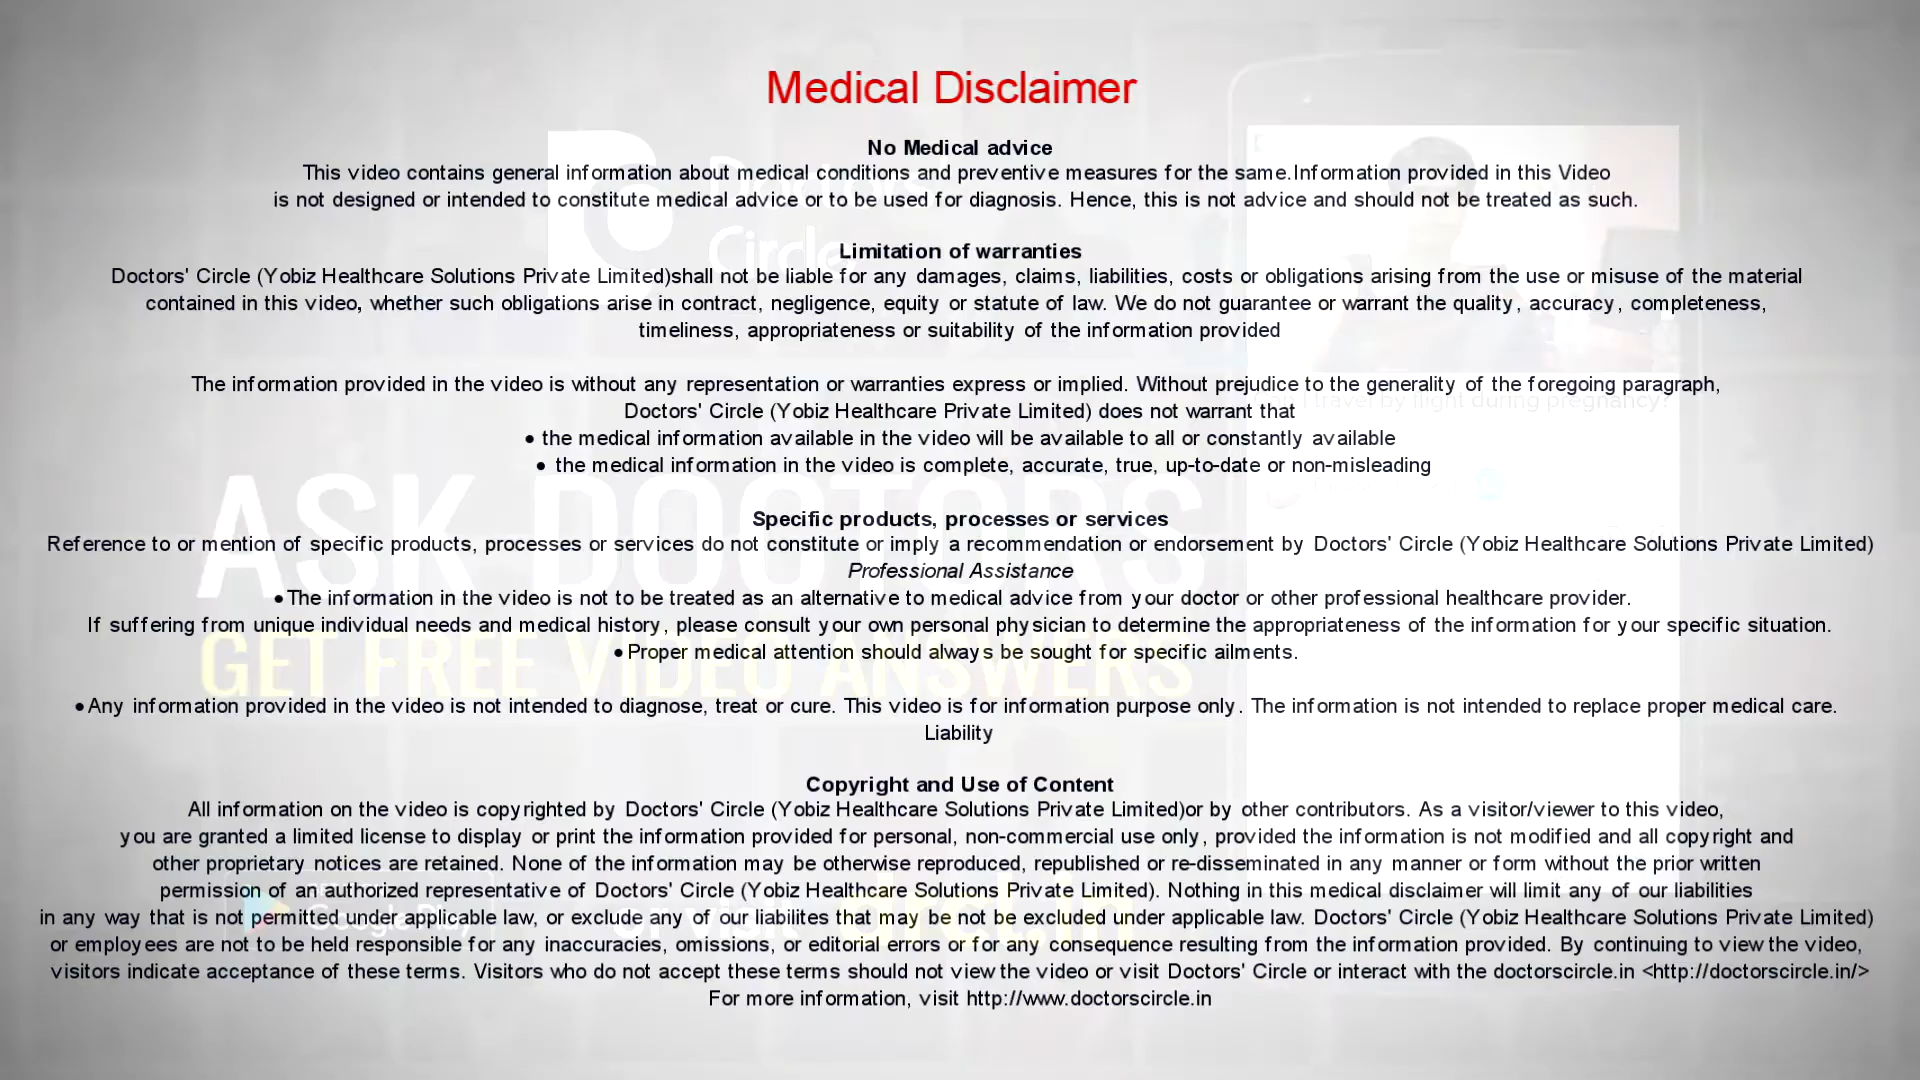 Medical Disclaimer
No Medical advice
This video contains general information about medical conditions and preventive measures for the same.Information provided in this Video
is not designed or intended to constitute medical advice or to be used for diagnosis. Hence, this is not advice and should not be treated as such.
Limitation of warranties
Doctors' Circle (Yobiz Healthcare Solutions Private Limited)shall not be liable for any damages, claims, liabilities, costs or obligations arising from the use or misuse of the material
contained in this video, whether such obligations arise in contract, negligence, equity or statute of law. We do not guarantee or warrant the quality, accuracy, completeness,
timeliness, appropriateness or suitability of the information provided
The information provided in the video is without any representation or warranties express or implied. Without prejudice to the generality of the foregoing paragraph,
Doctors' Circle (Yobiz Healthcare Private Limited) does not warrant that
• the medical information available in the video will be available to all or constantly available
• the medical information in the video is complete, accurate, true, up-to-date or non-misleading
Specific products, processes or services
Reference to or mention of specific products, processes or services do not constitute or imply a recommendation or endorsement by Doctors' Circle (Yobiz Healthcare Solutions Private Limited)
Professional Assistance
•The information in the video is not to be treated as an alternative to medical advice from your doctor or other professional healthcare provider.
If suffering from unique individual needs and medical history, please consult your own personal physician to determine the appropriateness of the information for your specific situation.
•Proper medical attention should always be sought for specific ailments.
•Any information provided in the video is not intended to diagnose, treat or cure. This video is for information purpose only. The information is not intended to replace proper medical care.
Liability
Copyright and Use of Content
All information on the video is copyrighted by Doctors' Circle (Yobiz Healthcare Solutions Private Limited)or by other contributors. As a visitor/viewer to this video,
you are granted a limited license to display or print the information provided for personal, non-commercial use only, provided the information is not modified and all copyright and
other proprietary notices are retained. None of the information may be otherwise reproduced, republished or re-disseminated in any manner or form without the prior written
permission of an authorized representative of Doctors' Circle (Yobiz Healthcare Solutions Private Limited). Nothing in this medical disclaimer will limit any of our liabilities
in any way that is not permitted under applicable law, or exclude any of our liabilites that may be not be excluded under applicable law. Doctors' Circle (Yobiz Healthcare Solutions Private Limited)
or employees are not to be held responsible for any inaccuracies, omissions, or editorial errors or for any consequence resulting from the information provided. By continuing to view the video,
visitors indicate acceptance of these terms. Visitors who do not accept these terms should not view the video or visit Doctors' Circle or interact with the doctorscircle.in <http://doctorscircle.in/>
For more information, visit http://www.doctorscircle.in
Doctors'
Circle
Can I travel by flight during pregnancy?
ASK DOCTORS
GET FREE VIDEO ANSWERS
Google Play
or visit drcl.in